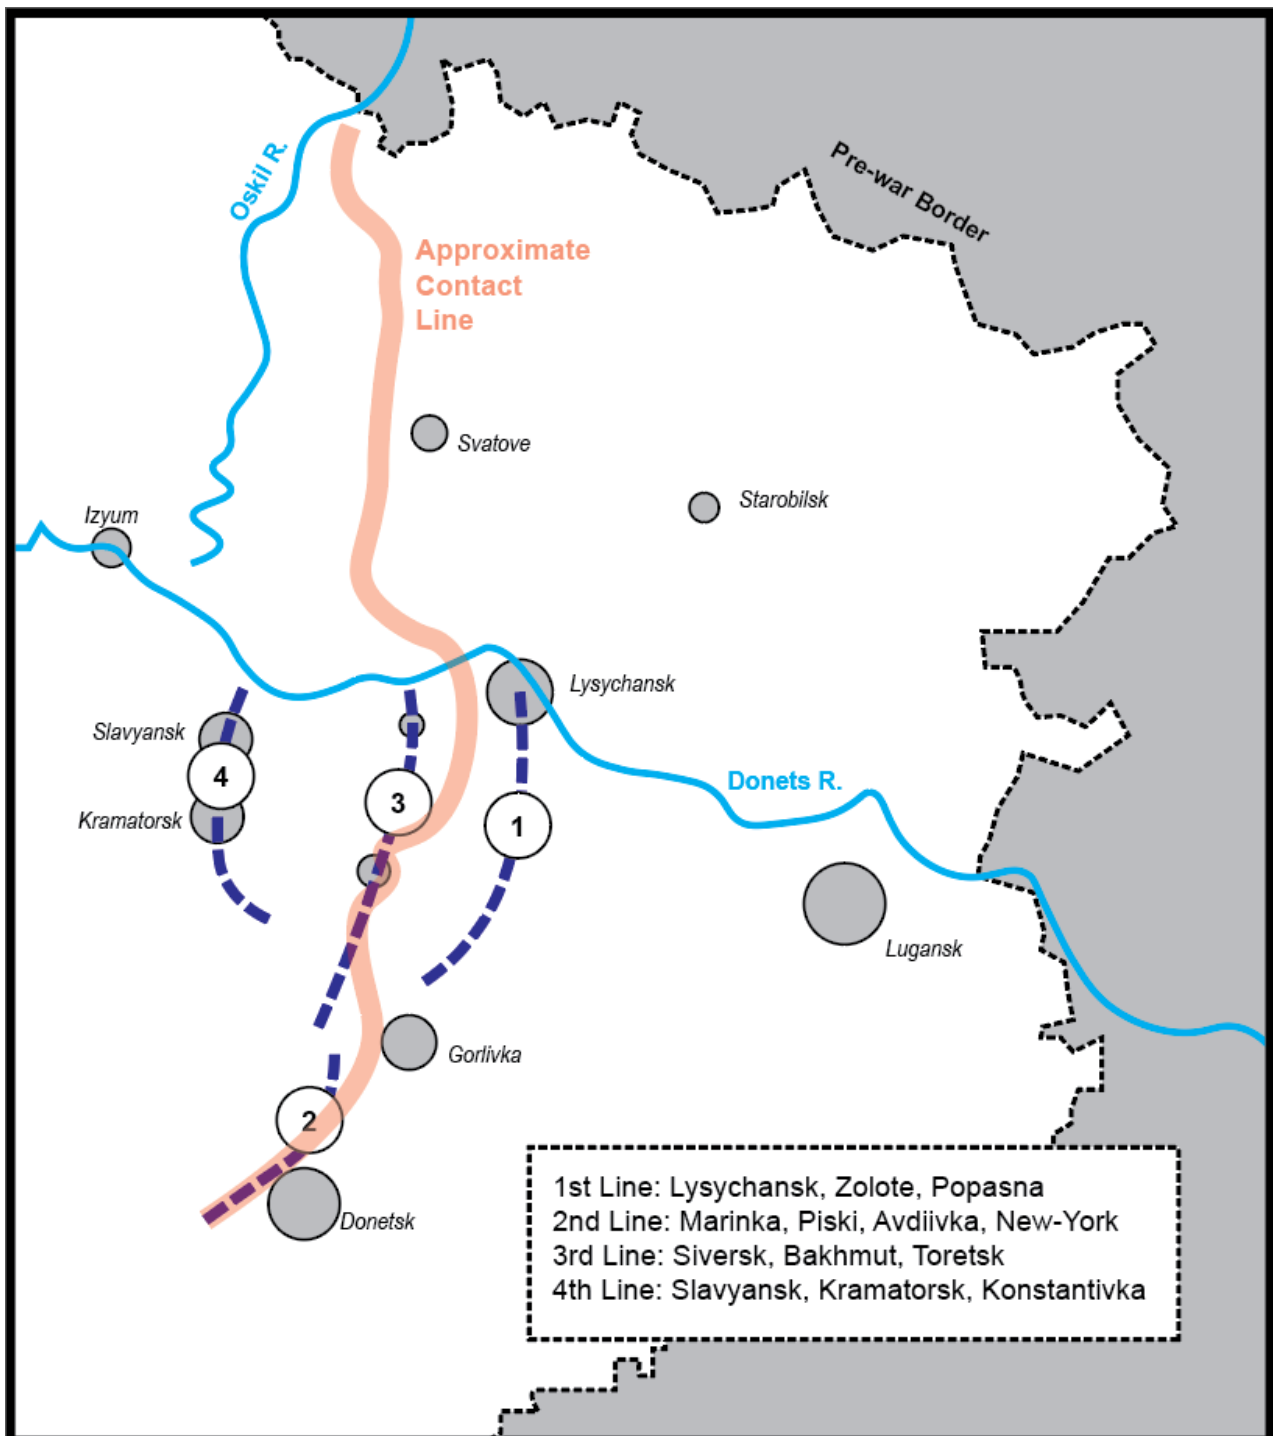 Oskil R.
Pre-war Border
Approximate
Contact
Line
Svatove
Starobilsk
Izyum
Lysychansk
Slavyansk
4
3
Donets R.
Kramatorsk
1
Lugansk
Gorlivka
2
Donetsk
1st Line: Lysychansk, Zolote, Popasna
2nd Line: Marinka, Piski, Avdiivka, New-York
3rd Line: Siversk, Bakhmut, Toretsk
4th Line: Slavyansk, Kramatorsk, Konstantivka